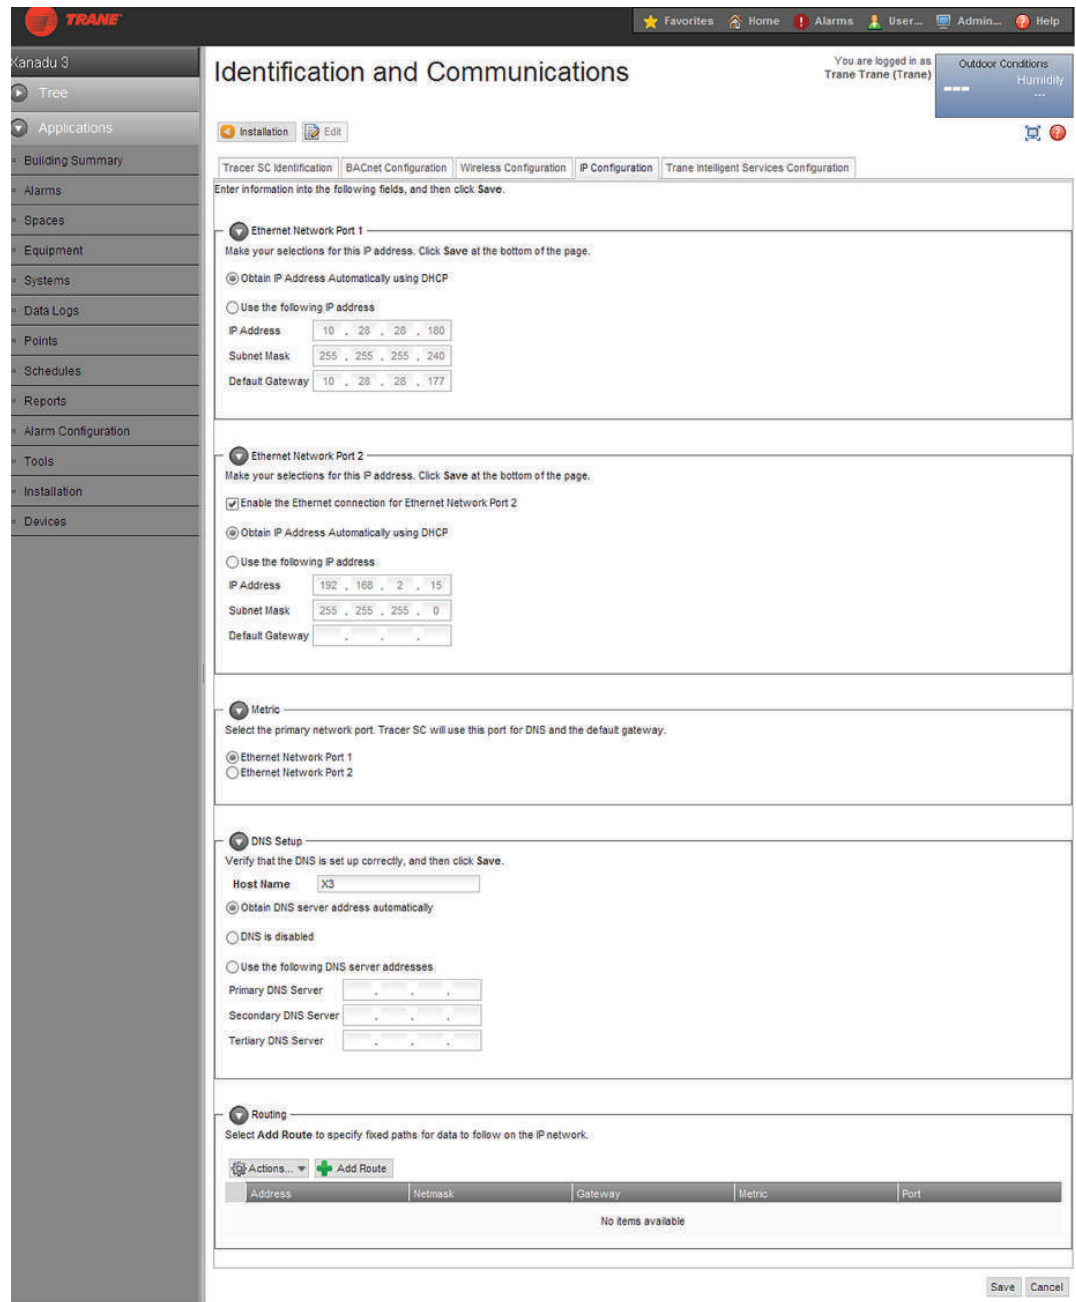 TRANE
Favorites Home Alarms User... Admin... Help
Xanadu 3
Tree
Applications
Building Summary
Alarms
Spaces
Equipment
Systems
Data Logs
Points
Schedules
Reports
Alarm Configuration
Tools
Installation
Devices
Identification and Communications
You are logged in as
Trane Trane (Trane)
Outdoor Conditions
Humidity
---
---
Installation Edit
Tracer SC Identification BACnet Configuration Wireless Configuration IP Configuration Trane Intelligent Services Configuration
Enter information into the following fields, and then click Save.
Ethernet Network Port 1
Make your selections for this IP address. Click Save at the bottom of the page.
Obtain IP Address Automatically using DHCP
Use the following IP address
IP Address 10 . 28 . 28 . 180
Subnet Mask 255 . 255 . 255 . 240
Default Gateway 10 . 28 . 28 . 177
Ethernet Network Port 2
Make your selections for this IP address. Click Save at the bottom of the page.
Enable the Ethernet connection for Ethernet Network Port 2
Obtain IP Address Automatically using DHCP
Use the following IP address
IP Address 192 . 168 . 2 . 15
Subnet Mask 255 . 255 . 255 . 0
Default Gateway . . .
Metric
Select the primary network port. Tracer SC will use this port for DNS and the default gateway.
Ethernet Network Port 1
Ethernet Network Port 2
DNS Setup
Verify that the DNS is set up correctly, and then click Save.
Host Name X3
Obtain DNS server address automatically
DNS is disabled
Use the following DNS server addresses
Primary DNS Server . . .
Secondary DNS Server . . .
Tertiary DNS Server . . .
Routing
Select Add Route to specify fixed paths for data to follow on the IP network.
Actions... Add Route
Address Netmask Gateway Metric Port
No items available
Save Cancel